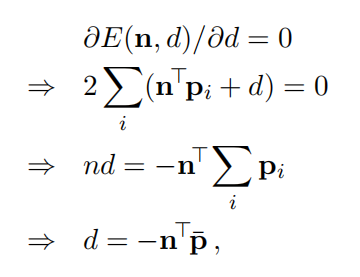 ∂E(𝐧, d)/∂d = 0
⇒ 2 ∑_i (𝐧^⊤ 𝐩_i + d) = 0
⇒ nd = −𝐧^⊤ ∑_i 𝐩_i
⇒ d = −𝐧^⊤ 𝐩̄ ,